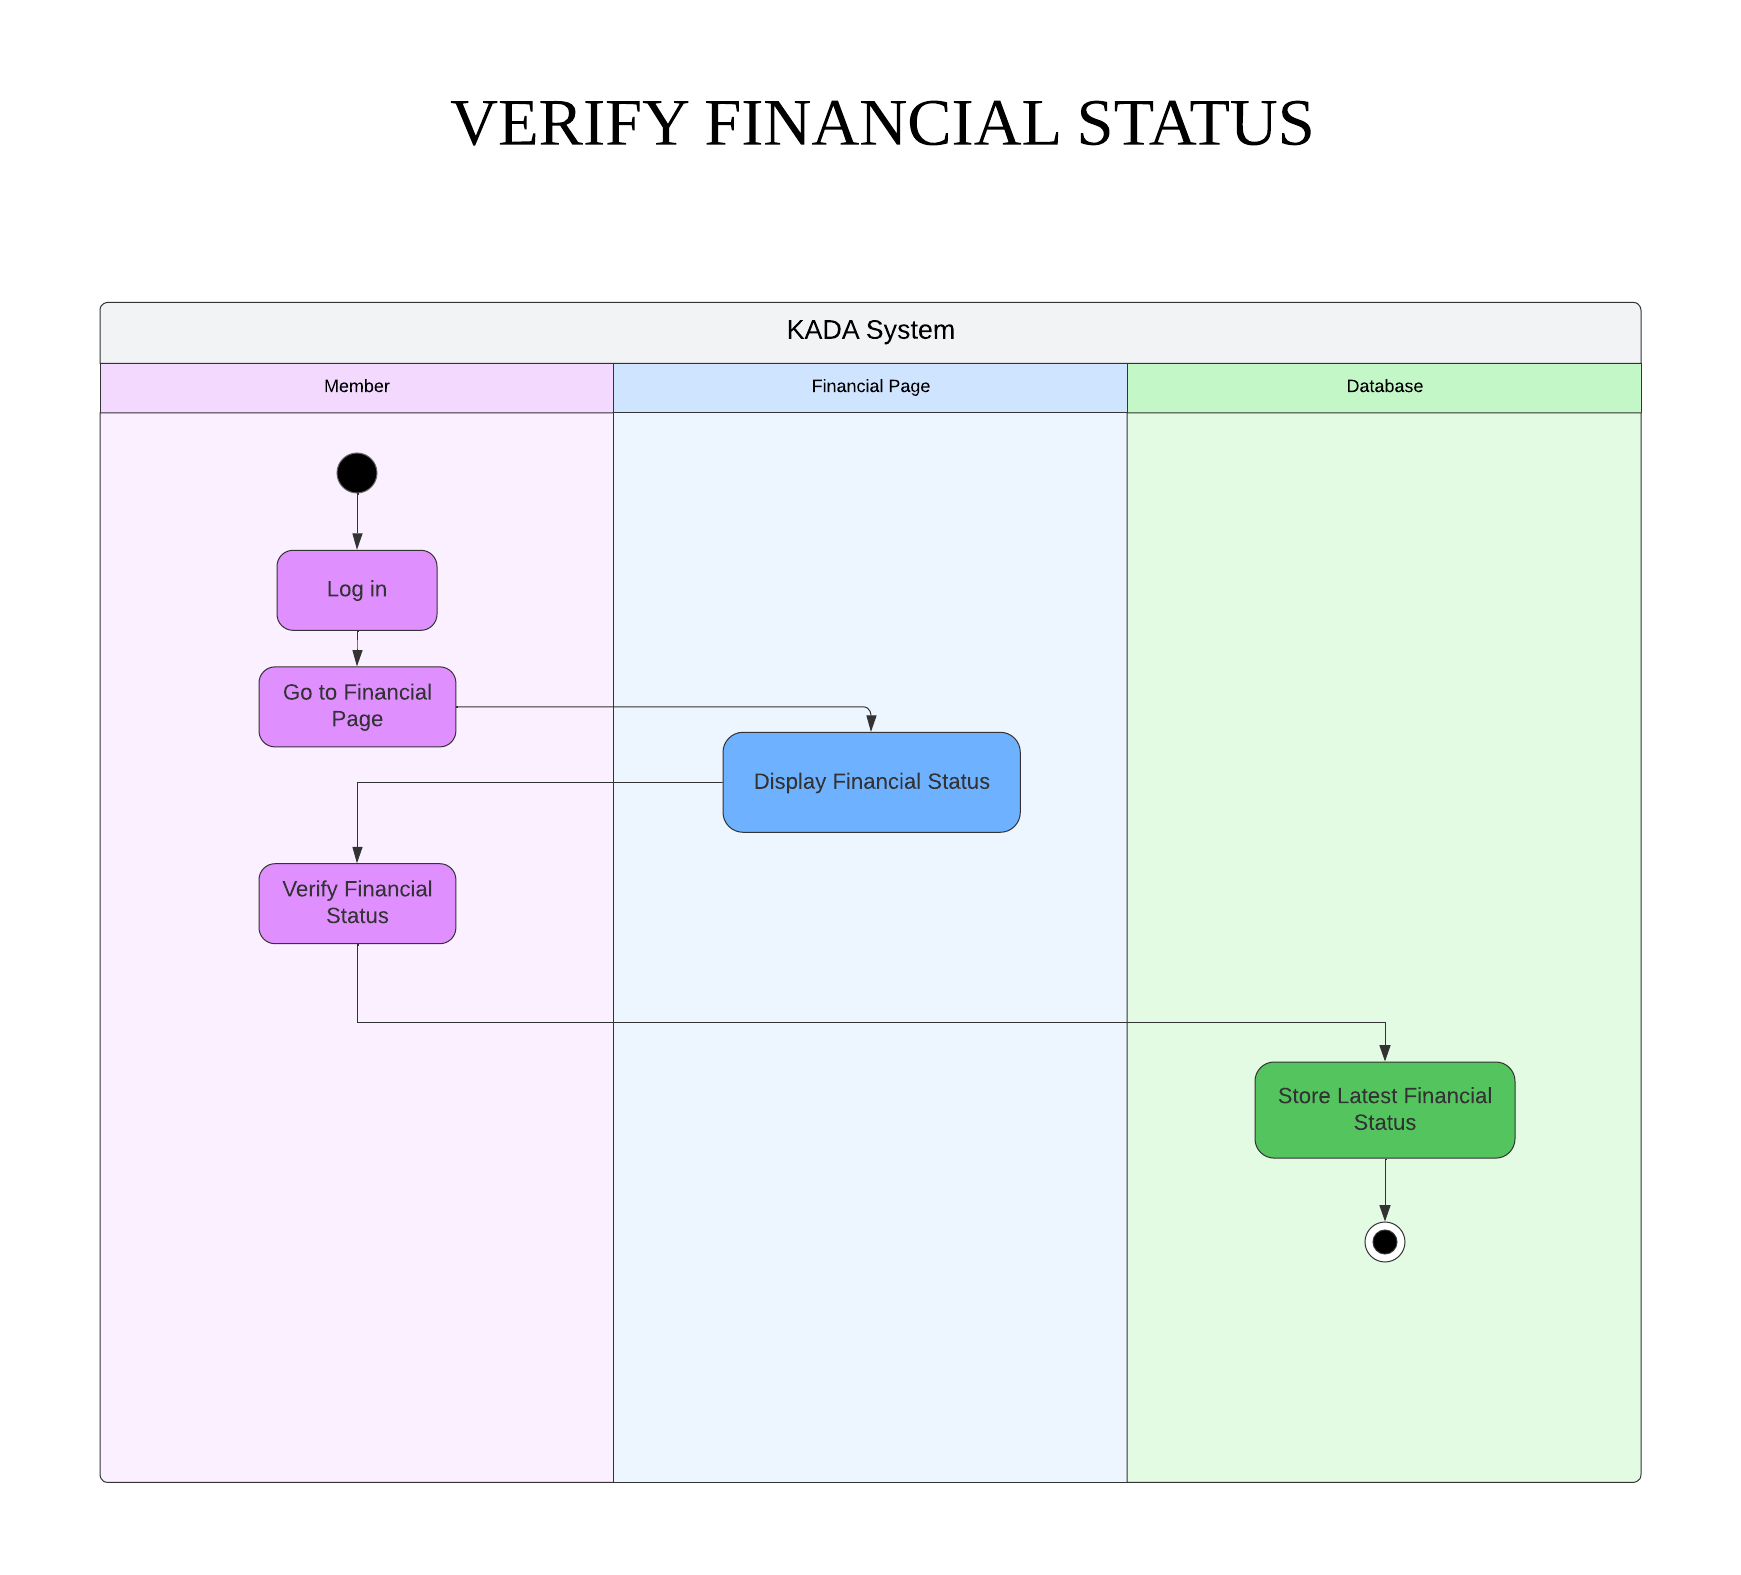 VERIFY FINANCIAL STATUS
KADA System
Member
Financial Page
Database
Log in
Go to Financial
Page
Display Financial Status
Verify Financial
Status
Store Latest Financial
Status